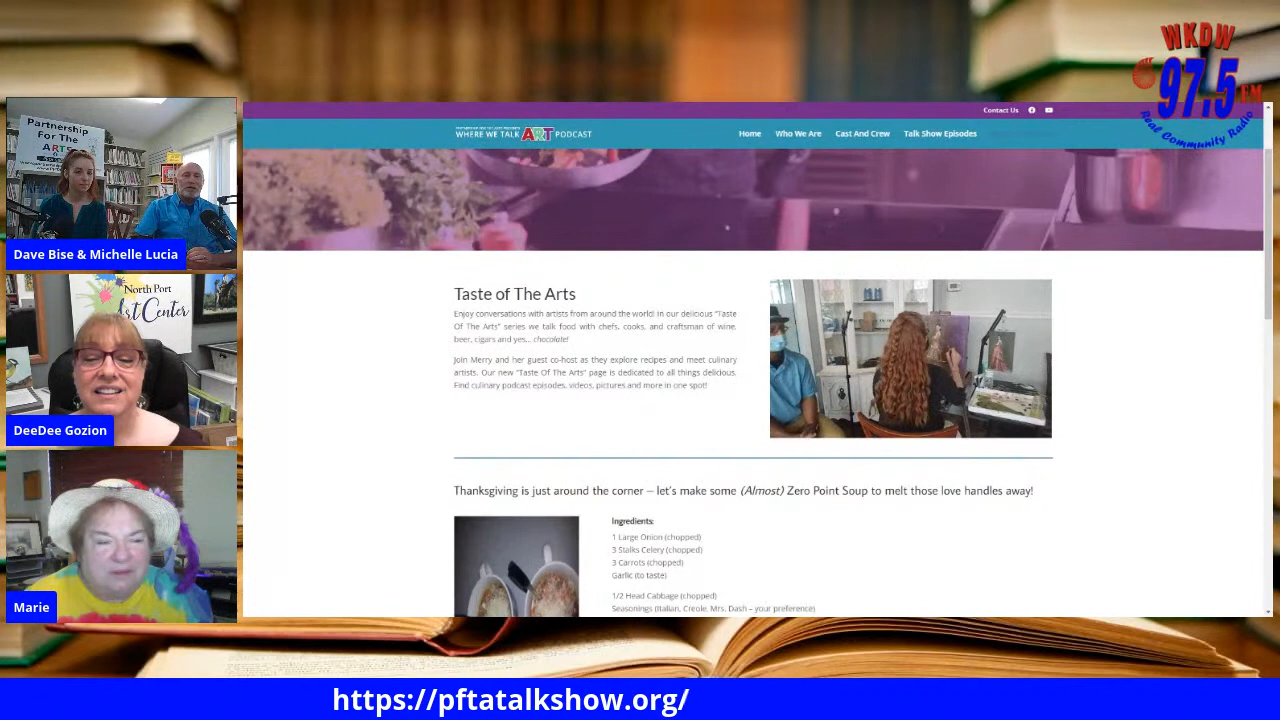 WKDW
97.5 FM
Real Community Radio
Contact Us
WHERE WE TALK ART PODCAST
Home Who We Are Cast And Crew Talk Show Episodes
Partnership
For The
ARTS
Dave Bise & Michelle Lucia
North Port
Art Center
DeeDee Gozion
Marie
Taste of The Arts
Enjoy conversations with artists from around the world! In our delicious "Taste
Of The Arts" series we talk food with chefs, cooks, and craftsman of wine,
beer, cigars and yes... chocolate!
Join Merry and her guest co-host as they explore recipes and meet culinary
artists. Our new "Taste Of The Arts" page is dedicated to all things delicious.
Find culinary podcast episodes, videos, pictures and more in one spot!
Thanksgiving is just around the corner – let's make some (Almost) Zero Point Soup to melt those love handles away!
Ingredients:
1 Large Onion (chopped)
3 Stalks Celery (chopped)
3 Carrots (chopped)
Garlic (to taste)
1/2 Head Cabbage (chopped)
Seasonings (Italian, Creole, Mrs. Dash – your preference)
https://pftatalkshow.org/